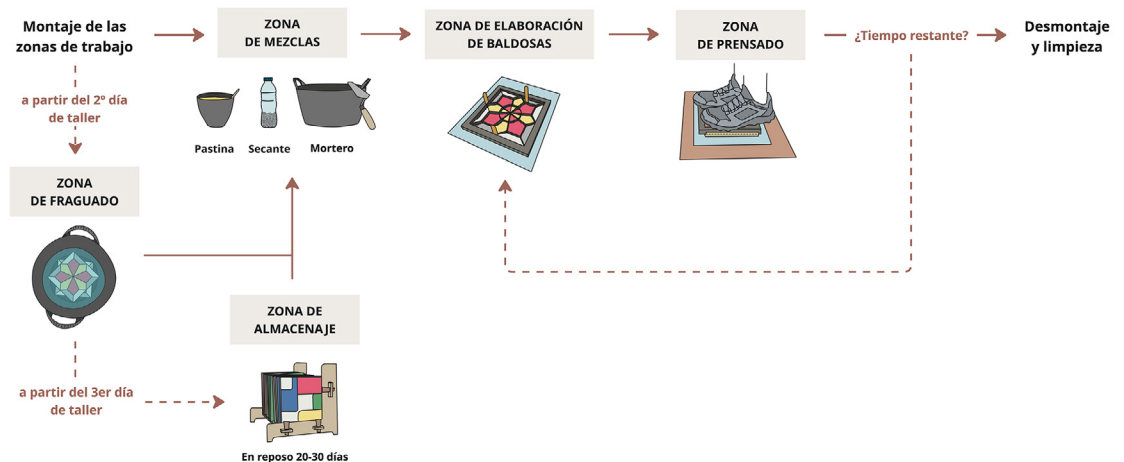 Montaje de las
zonas de trabajo
ZONA
DE MEZCLAS
ZONA DE ELABORACIÓN
DE BALDOSAS
ZONA
DE PRENSADO
¿Tiempo restante?
Desmontaje
y limpieza
a partir del 2º día
de taller
Pastina
Secante
Mortero
ZONA
DE FRAGUADO
ZONA DE
ALMACENAJE
a partir del 3er día
de taller
En reposo 20-30 días